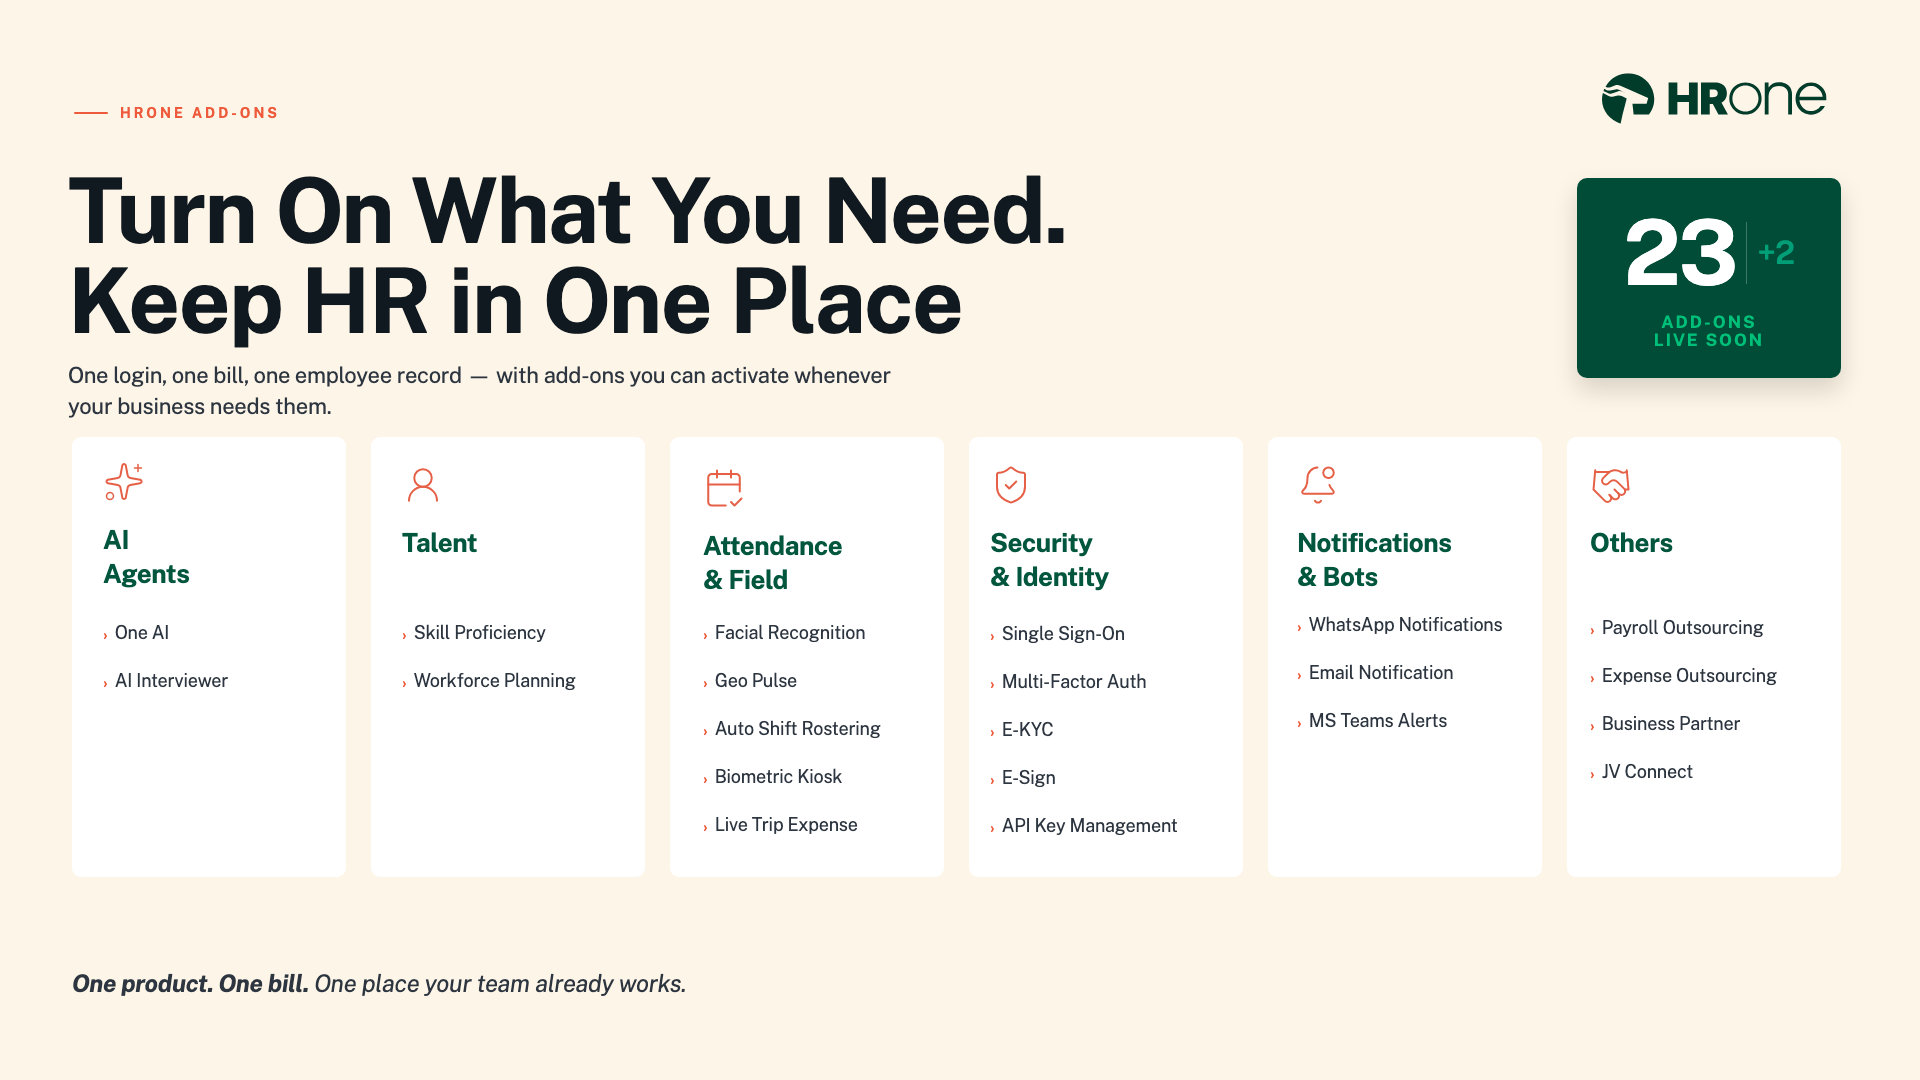 HRONE ADD-ONS
HRone
Turn On What You Need.
Keep HR in One Place
One login, one bill, one employee record — with add-ons you can activate whenever
your business needs them.
23
+2
ADD-ONS
LIVE SOON
AI
Agents
› One AI
› AI Interviewer
Talent
› Skill Proficiency
› Workforce Planning
Attendance
& Field
› Facial Recognition
› Geo Pulse
› Auto Shift Rostering
› Biometric Kiosk
› Live Trip Expense
Security
& Identity
› Single Sign-On
› Multi-Factor Auth
› E-KYC
› E-Sign
› API Key Management
Notifications
& Bots
› WhatsApp Notifications
› Email Notification
› MS Teams Alerts
Others
› Payroll Outsourcing
› Expense Outsourcing
› Business Partner
› JV Connect
One product. One bill. One place your team already works.